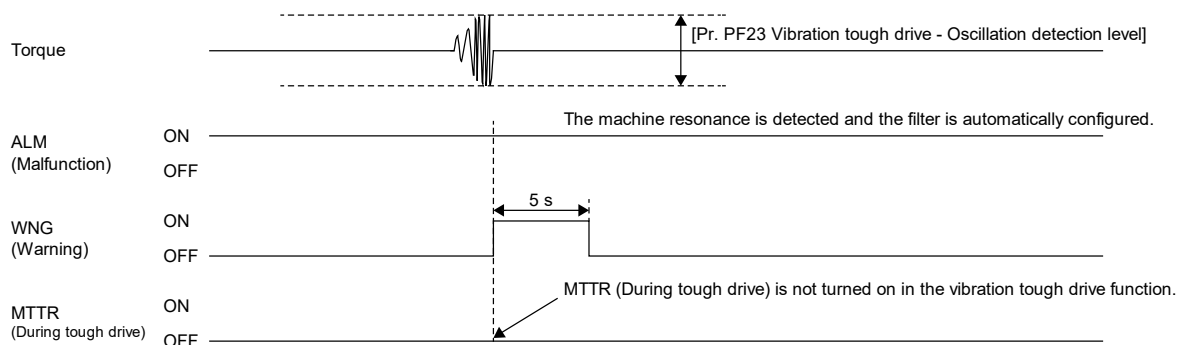 [Pr. PF23 Vibration tough drive - Oscillation detection level]
Torque
The machine resonance is detected and the filter is automatically configured.
ALM
(Malfunction)
ON
OFF
5 s
WNG
(Warning)
ON
OFF
MTTR (During tough drive) is not turned on in the vibration tough drive function.
MTTR
(During tough drive)
ON
OFF